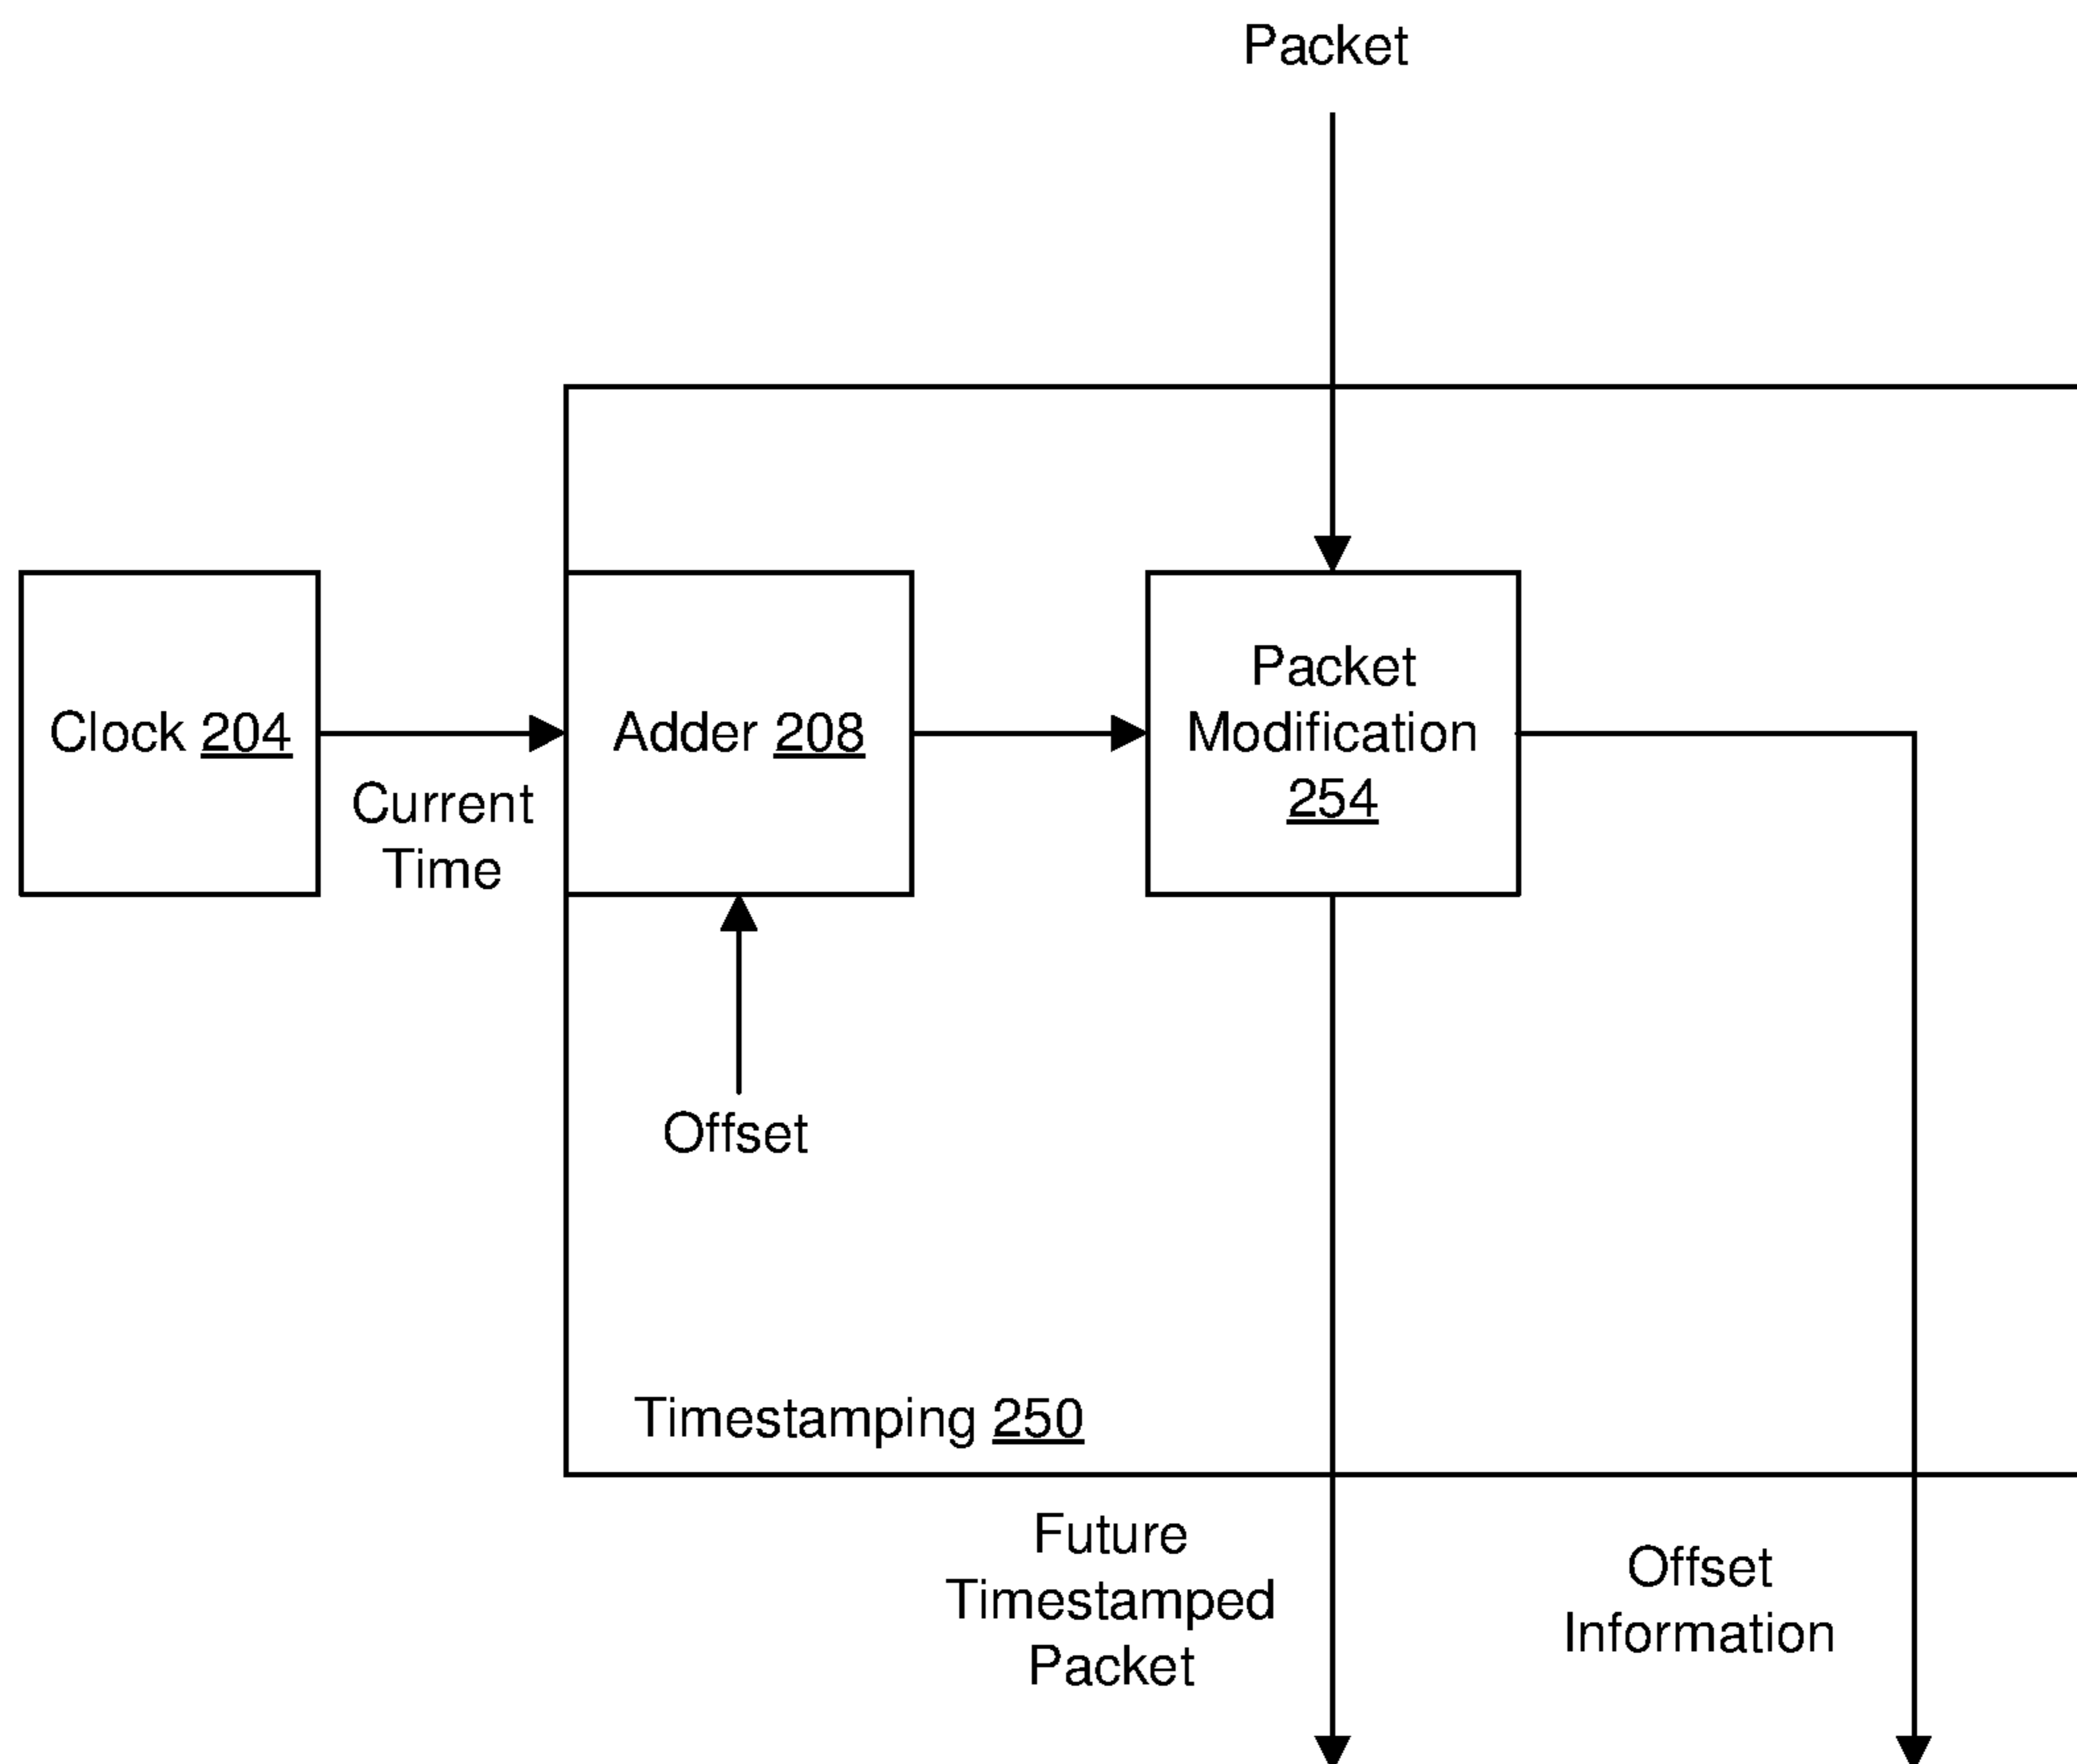 Packet
Clock 204
Current
Time
Adder 208
Packet
Modification
254
Offset
Timestamping 250
Future
Timestamped
Packet
Offset
Information